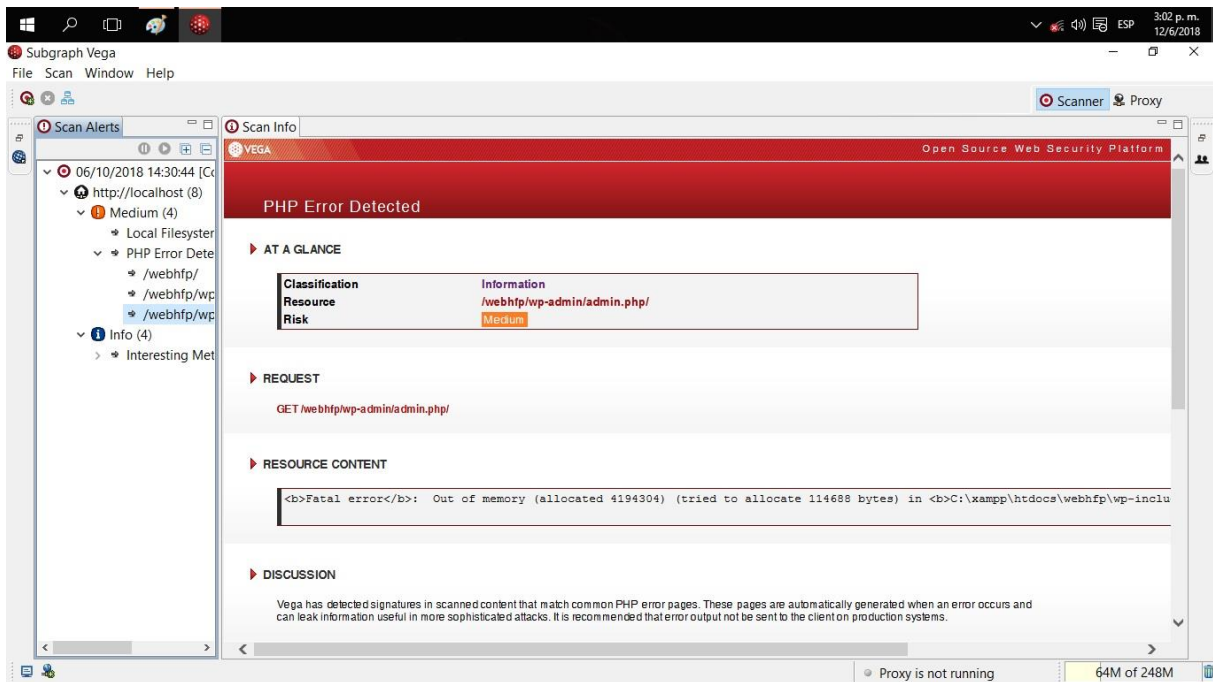 ESP
3:02 p. m.
12/6/2018
Subgraph Vega
File Scan Window Help
Scanner Proxy
Scan Alerts
Scan Info
06/10/2018 14:30:44 [Co
http://localhost (8)
Medium (4)
Local Filesyster
PHP Error Dete
/webhfp/
/webhfp/wp
/webhfp/wp
Info (4)
Interesting Met
VEGA
Open Source Web Security Platform
PHP Error Detected
AT A GLANCE
Classification Information
Resource /webhfp/wp-admin/admin.php/
Risk Medium
REQUEST
GET /webhfp/wp-admin/admin.php/
RESOURCE CONTENT
<b>Fatal error</b>: Out of memory (allocated 4194304) (tried to allocate 114688 bytes) in <b>C:\xampp\htdocs\webhfp\wp-inclu
DISCUSSION
Vega has detected signatures in scanned content that match common PHP error pages. These pages are automatically generated when an error occurs and
can leak information useful in more sophisticated attacks. It is recommended that error output not be sent to the client on production systems.
Proxy is not running
64M of 248M